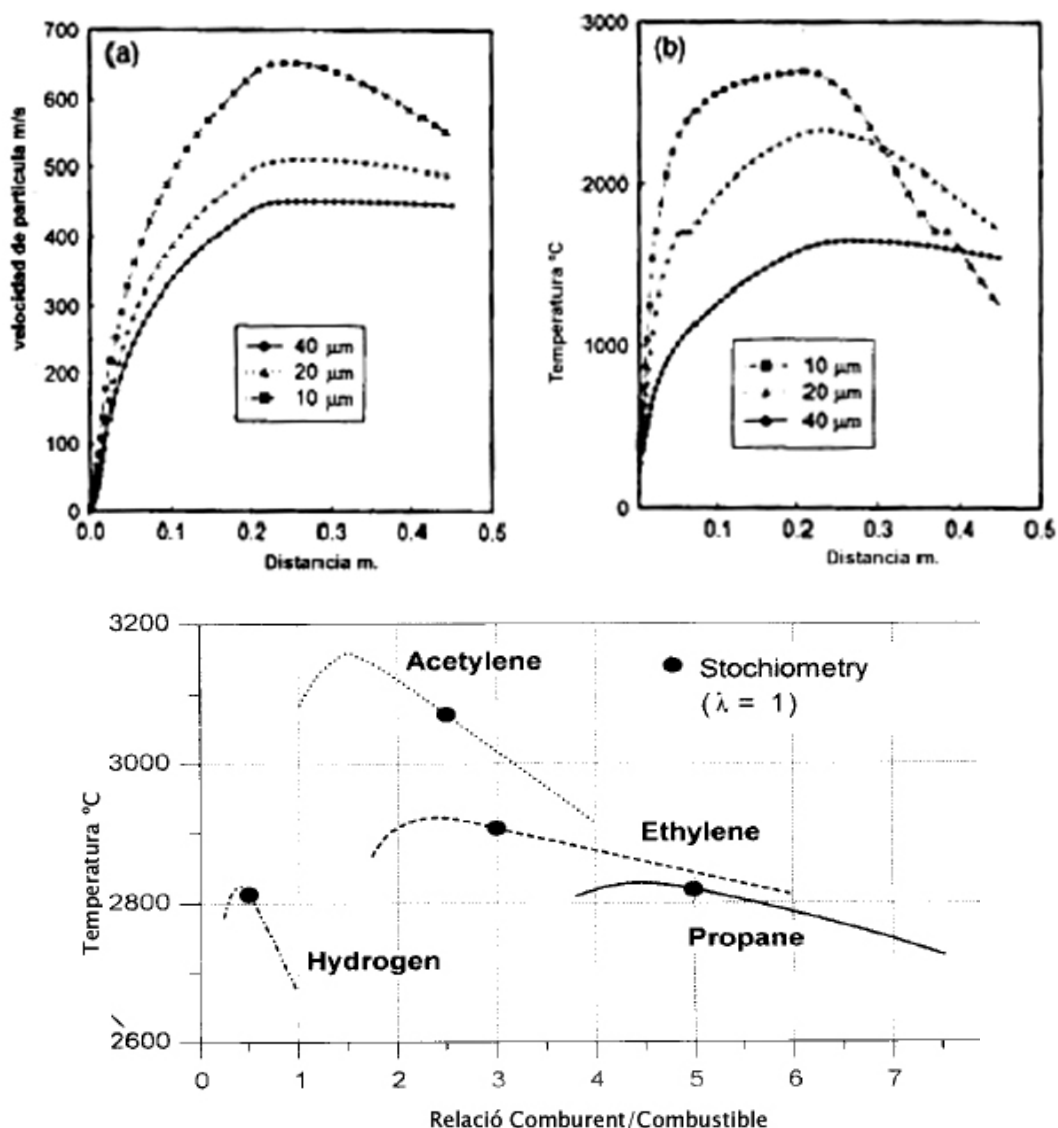 (a)
velocidad de partícula m/s
700
600
500
400
300
200
100
0
40 µm
20 µm
10 µm
0.0 0.1 0.2 0.3 0.4 0.5
Distancia m.
(b)
Temperatura ºC
3000
2000
1000
0
10 µm
20 µm
40 µm
0.1 0.2 0.3 0.4 0.5
Distancia m.
Temperatura ºC
3200
3000
2800
2600
Acetylene
Stochiometry
(λ = 1)
Ethylene
Propane
Hydrogen
0 1 2 3 4 5 6 7
Relació Comburent/Combustible